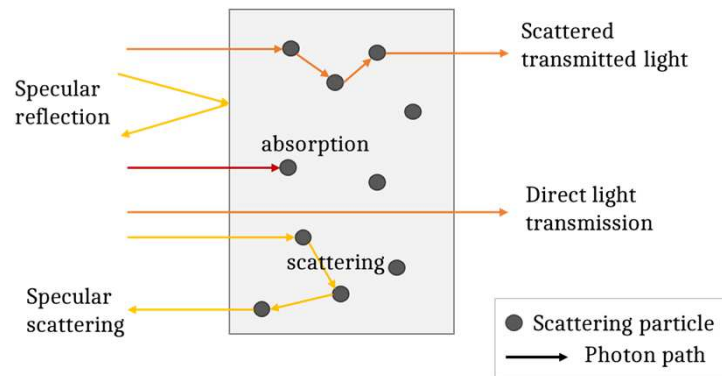 Scattered
transmitted light
Specular
reflection
absorption
Direct light
transmission
scattering
Specular
scattering
Scattering particle
Photon path